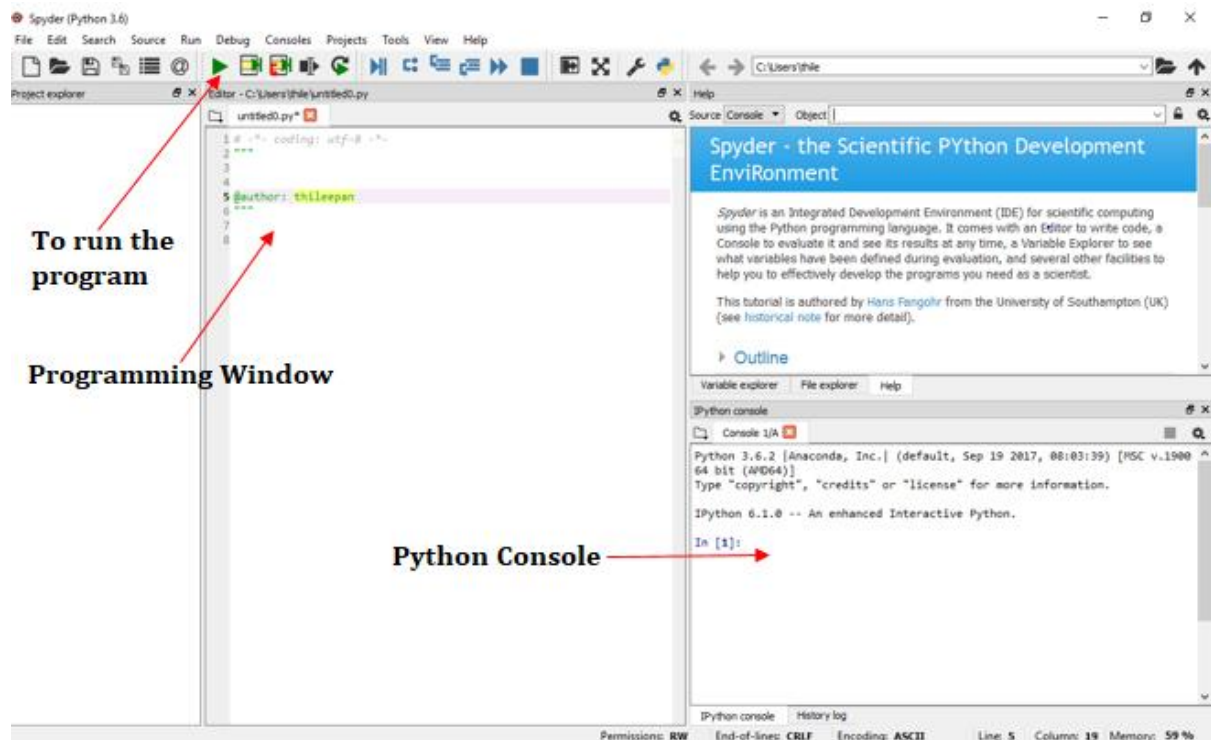 Spyder (Python 3.6)
File Edit Search Source Run Debug Consoles Projects Tools View Help
C:\Users\thile
Project explorer
Editor - C:\Users\thile\untitled0.py
Help
untitled0.py*
Source Console Object
1 # -*- coding: utf-8 -*-
2 """
3
4
5 @author: thileepan
6 """
7
8
To run the
program
Programming Window
Spyder - the Scientific PYthon Development
EnviRonment
Spyder is an Integrated Development Environment (IDE) for scientific computing
using the Python programming language. It comes with an Editor to write code, a
Console to evaluate it and see its results at any time, a Variable Explorer to see
what variables have been defined during evaluation, and several other facilities to
help you to effectively develop the programs you need as a scientist.
This tutorial is authored by Hans Fangohr from the University of Southampton (UK)
(see historical note for more detail).
Outline
Variable explorer File explorer Help
IPython console
Console 1/A
Python 3.6.2 |Anaconda, Inc.| (default, Sep 19 2017, 08:03:39) [MSC v.1900
64 bit (AMD64)]
Type "copyright", "credits" or "license" for more information.
IPython 6.1.0 -- An enhanced Interactive Python.
In [1]:
Python Console
IPython console History log
Permissions: RW End-of-lines: CRLF Encoding: ASCII Line: 5 Column: 19 Memory: 59 %